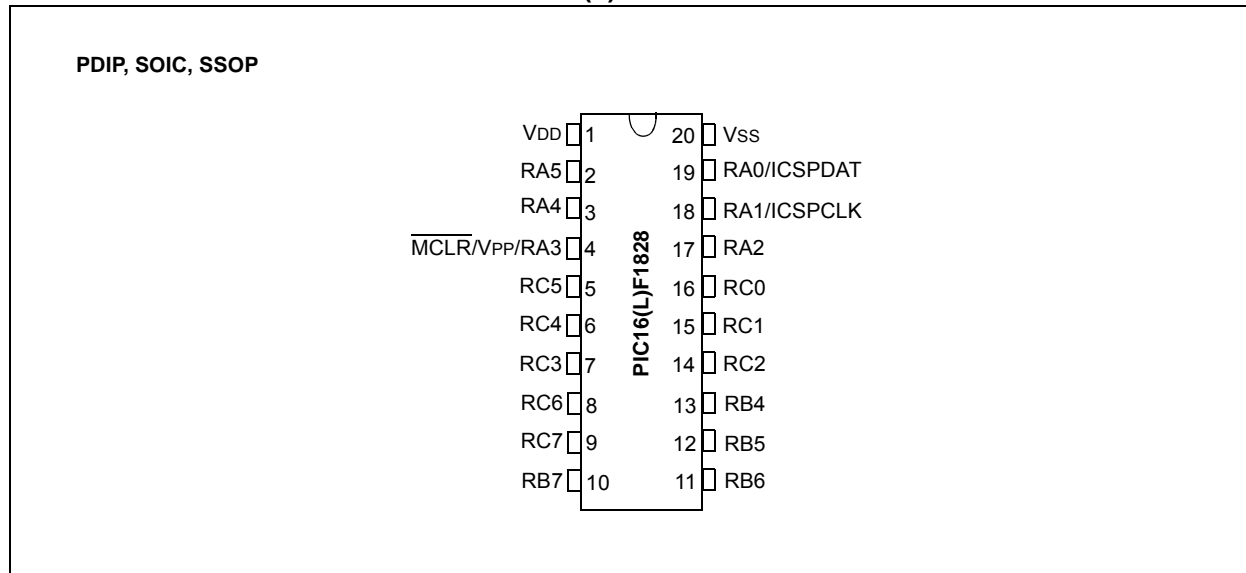 PDIP, SOIC, SSOP
VDD 1 20 VSS
RA5 2 19 RA0/ICSPDAT
RA4 3 18 RA1/ICSPCLK
MCLR/VPP/RA3 4 17 RA2
RC5 5 16 RC0
RC4 6 15 RC1
RC3 7 14 RC2
RC6 8 13 RB4
RC7 9 12 RB5
RB7 10 11 RB6
PIC16(L)F1828